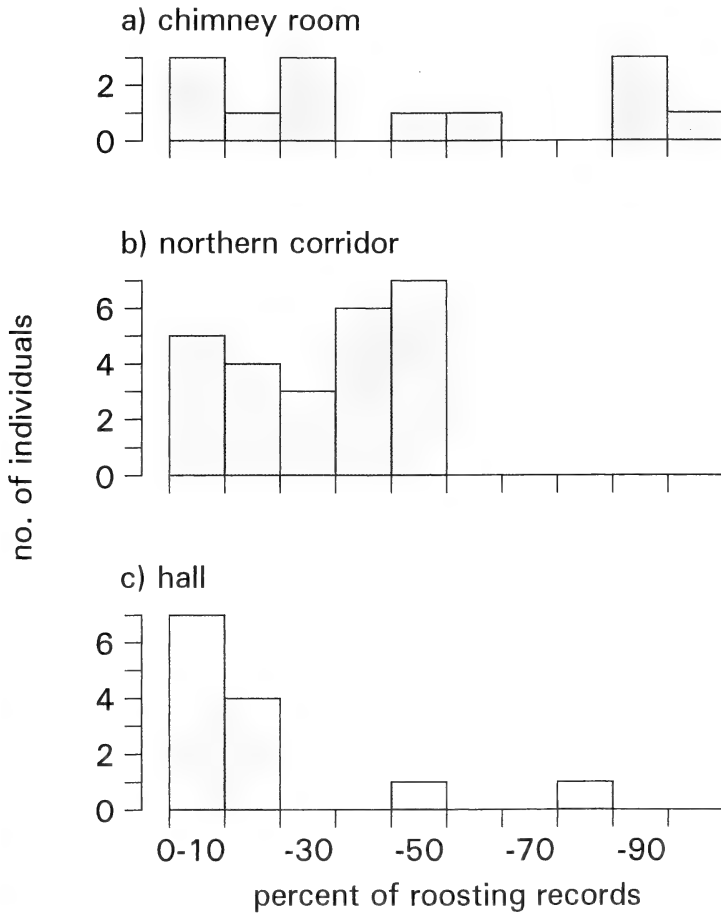 a) chimney room
2
0
b) northern corridor
6
4
2
0
no. of individuals
c) hall
6
4
2
0
0-10 -30 -50 -70 -90
percent of roosting records